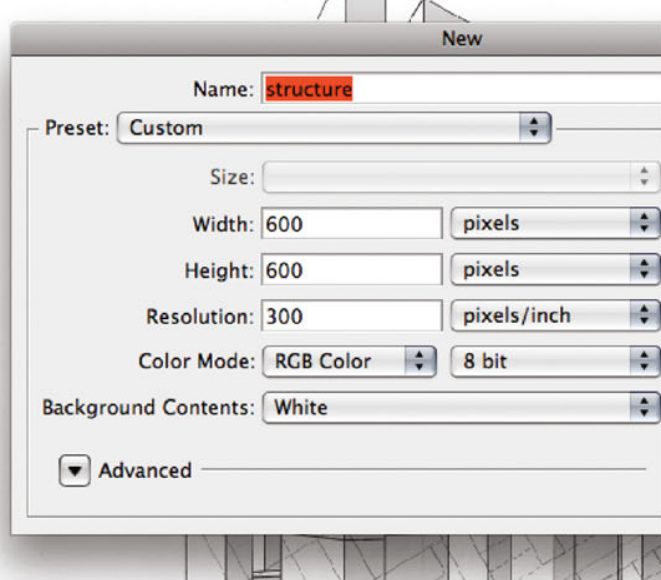 New
Name: structure
Preset: Custom
Size:
Width: 600 pixels
Height: 600 pixels
Resolution: 300 pixels/inch
Color Mode: RGB Color 8 bit
Background Contents: White
Advanced